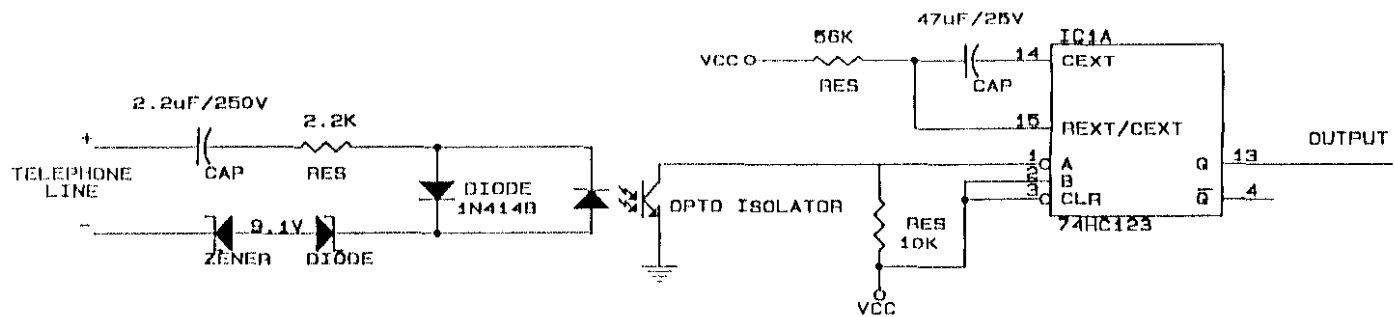 47uF/25V
56K
IC1A
VCC
14
CEXT
RES
CAP
2.2uF/250V
2.2K
15
REXT/CEXT
OUTPUT
+
1
A
Q
13
TELEPHONE
LINE
CAP
RES
DIODE
1N4148
2
B
3
CLR
Q
4
OPTO ISOLATOR
RES
10K
74HC123
-
9.1V
ZENER
DIODE
VCC